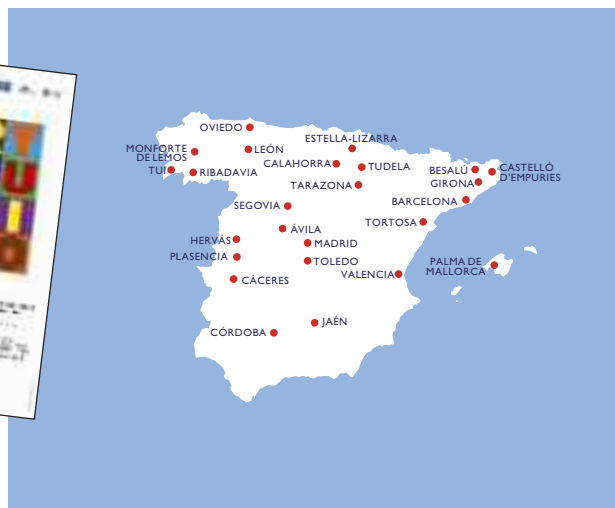 OVIEDO
ESTELLA-LIZARRA
MONFORTE
DE LEMOS
LEÓN
CALAHORRA
TUDELA
TUI
RIBADAVIA
BESALÚ
CASTELLÓ
D'EMPURIES
TARAZONA
GIRONA
BARCELONA
SEGOVIA
TORTOSA
ÁVILA
HERVÁS
MADRID
PLASENCIA
TOLEDO
PALMA DE
MALLORCA
VALENCIA
CÁCERES
JAÉN
CÓRDOBA